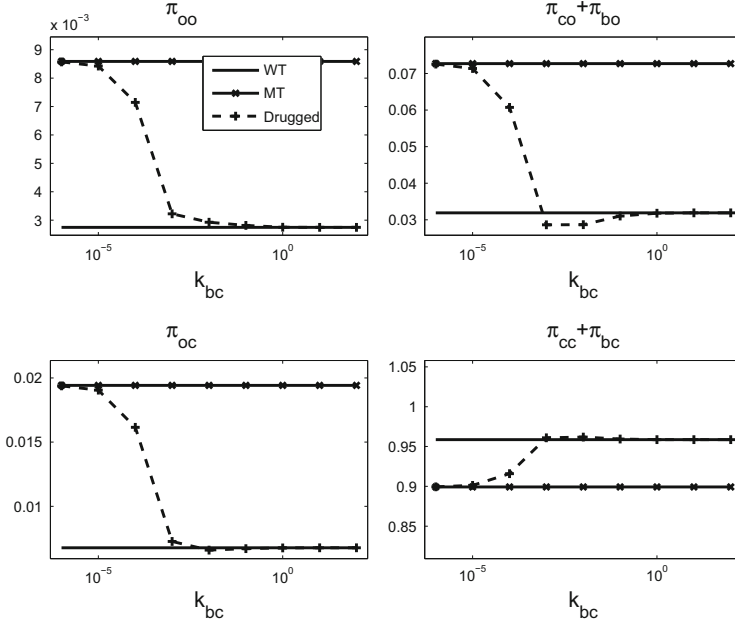 π_oo
x 10^-3
9
8
7
6
5
4
3
10^-5
10^0
k_bc
WT
MT
Drugged
π_co+π_bo
0.07
0.06
0.05
0.04
0.03
10^-5
10^0
k_bc
π_oc
0.02
0.015
0.01
10^-5
10^0
k_bc
π_cc+π_bc
1.05
1
0.95
0.9
0.85
10^-5
10^0
k_bc